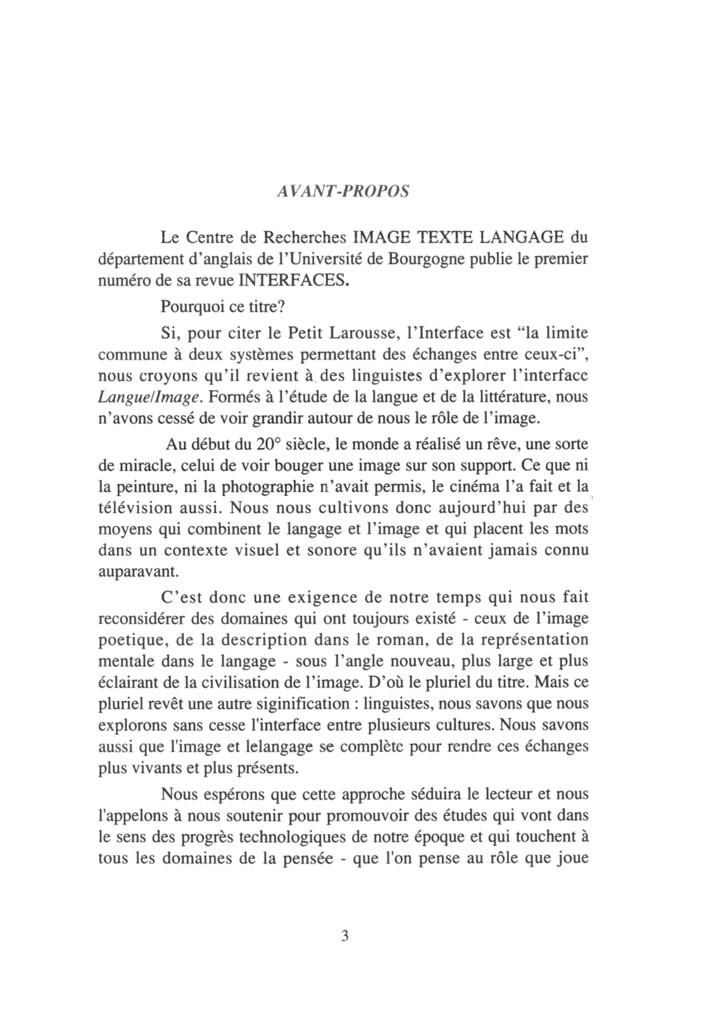 AVANT-PROPOS
Le Centre de Recherches IMAGE TEXTE LANGAGE du
département d'anglais de l'Université de Bourgogne publie le premier
numéro de sa revue INTERFACES.
Pourquoi ce titre?
Si, pour citer le Petit Larousse, l'Interface est "la limite
commune à deux systèmes permettant des échanges entre ceux-ci",
nous croyons qu'il revient à des linguistes d'explorer l'interface
Langue/Image. Formés à l'étude de la langue et de la littérature, nous
n'avons cessé de voir grandir autour de nous le rôle de l'image.
Au début du 20° siècle, le monde a réalisé un rêve, une sorte
de miracle, celui de voir bouger une image sur son support. Ce que ni
la peinture, ni la photographie n'avait permis, le cinéma l'a fait et la
télévision aussi. Nous nous cultivons donc aujourd'hui par des
moyens qui combinent le langage et l'image et qui placent les mots
dans un contexte visuel et sonore qu'ils n'avaient jamais connu
auparavant.
C'est donc une exigence de notre temps qui nous fait
reconsidérer des domaines qui ont toujours existé - ceux de l'image
poetique, de la description dans le roman, de la représentation
mentale dans le langage - sous l'angle nouveau, plus large et plus
éclairant de la civilisation de l'image. D'où le pluriel du titre. Mais ce
pluriel revêt une autre siginification : linguistes, nous savons que nous
explorons sans cesse l'interface entre plusieurs cultures. Nous savons
aussi que l'image et lelangage se complète pour rendre ces échanges
plus vivants et plus présents.
Nous espérons que cette approche séduira le lecteur et nous
l'appelons à nous soutenir pour promouvoir des études qui vont dans
le sens des progrès technologiques de notre époque et qui touchent à
tous les domaines de la pensée - que l'on pense au rôle que joue
3